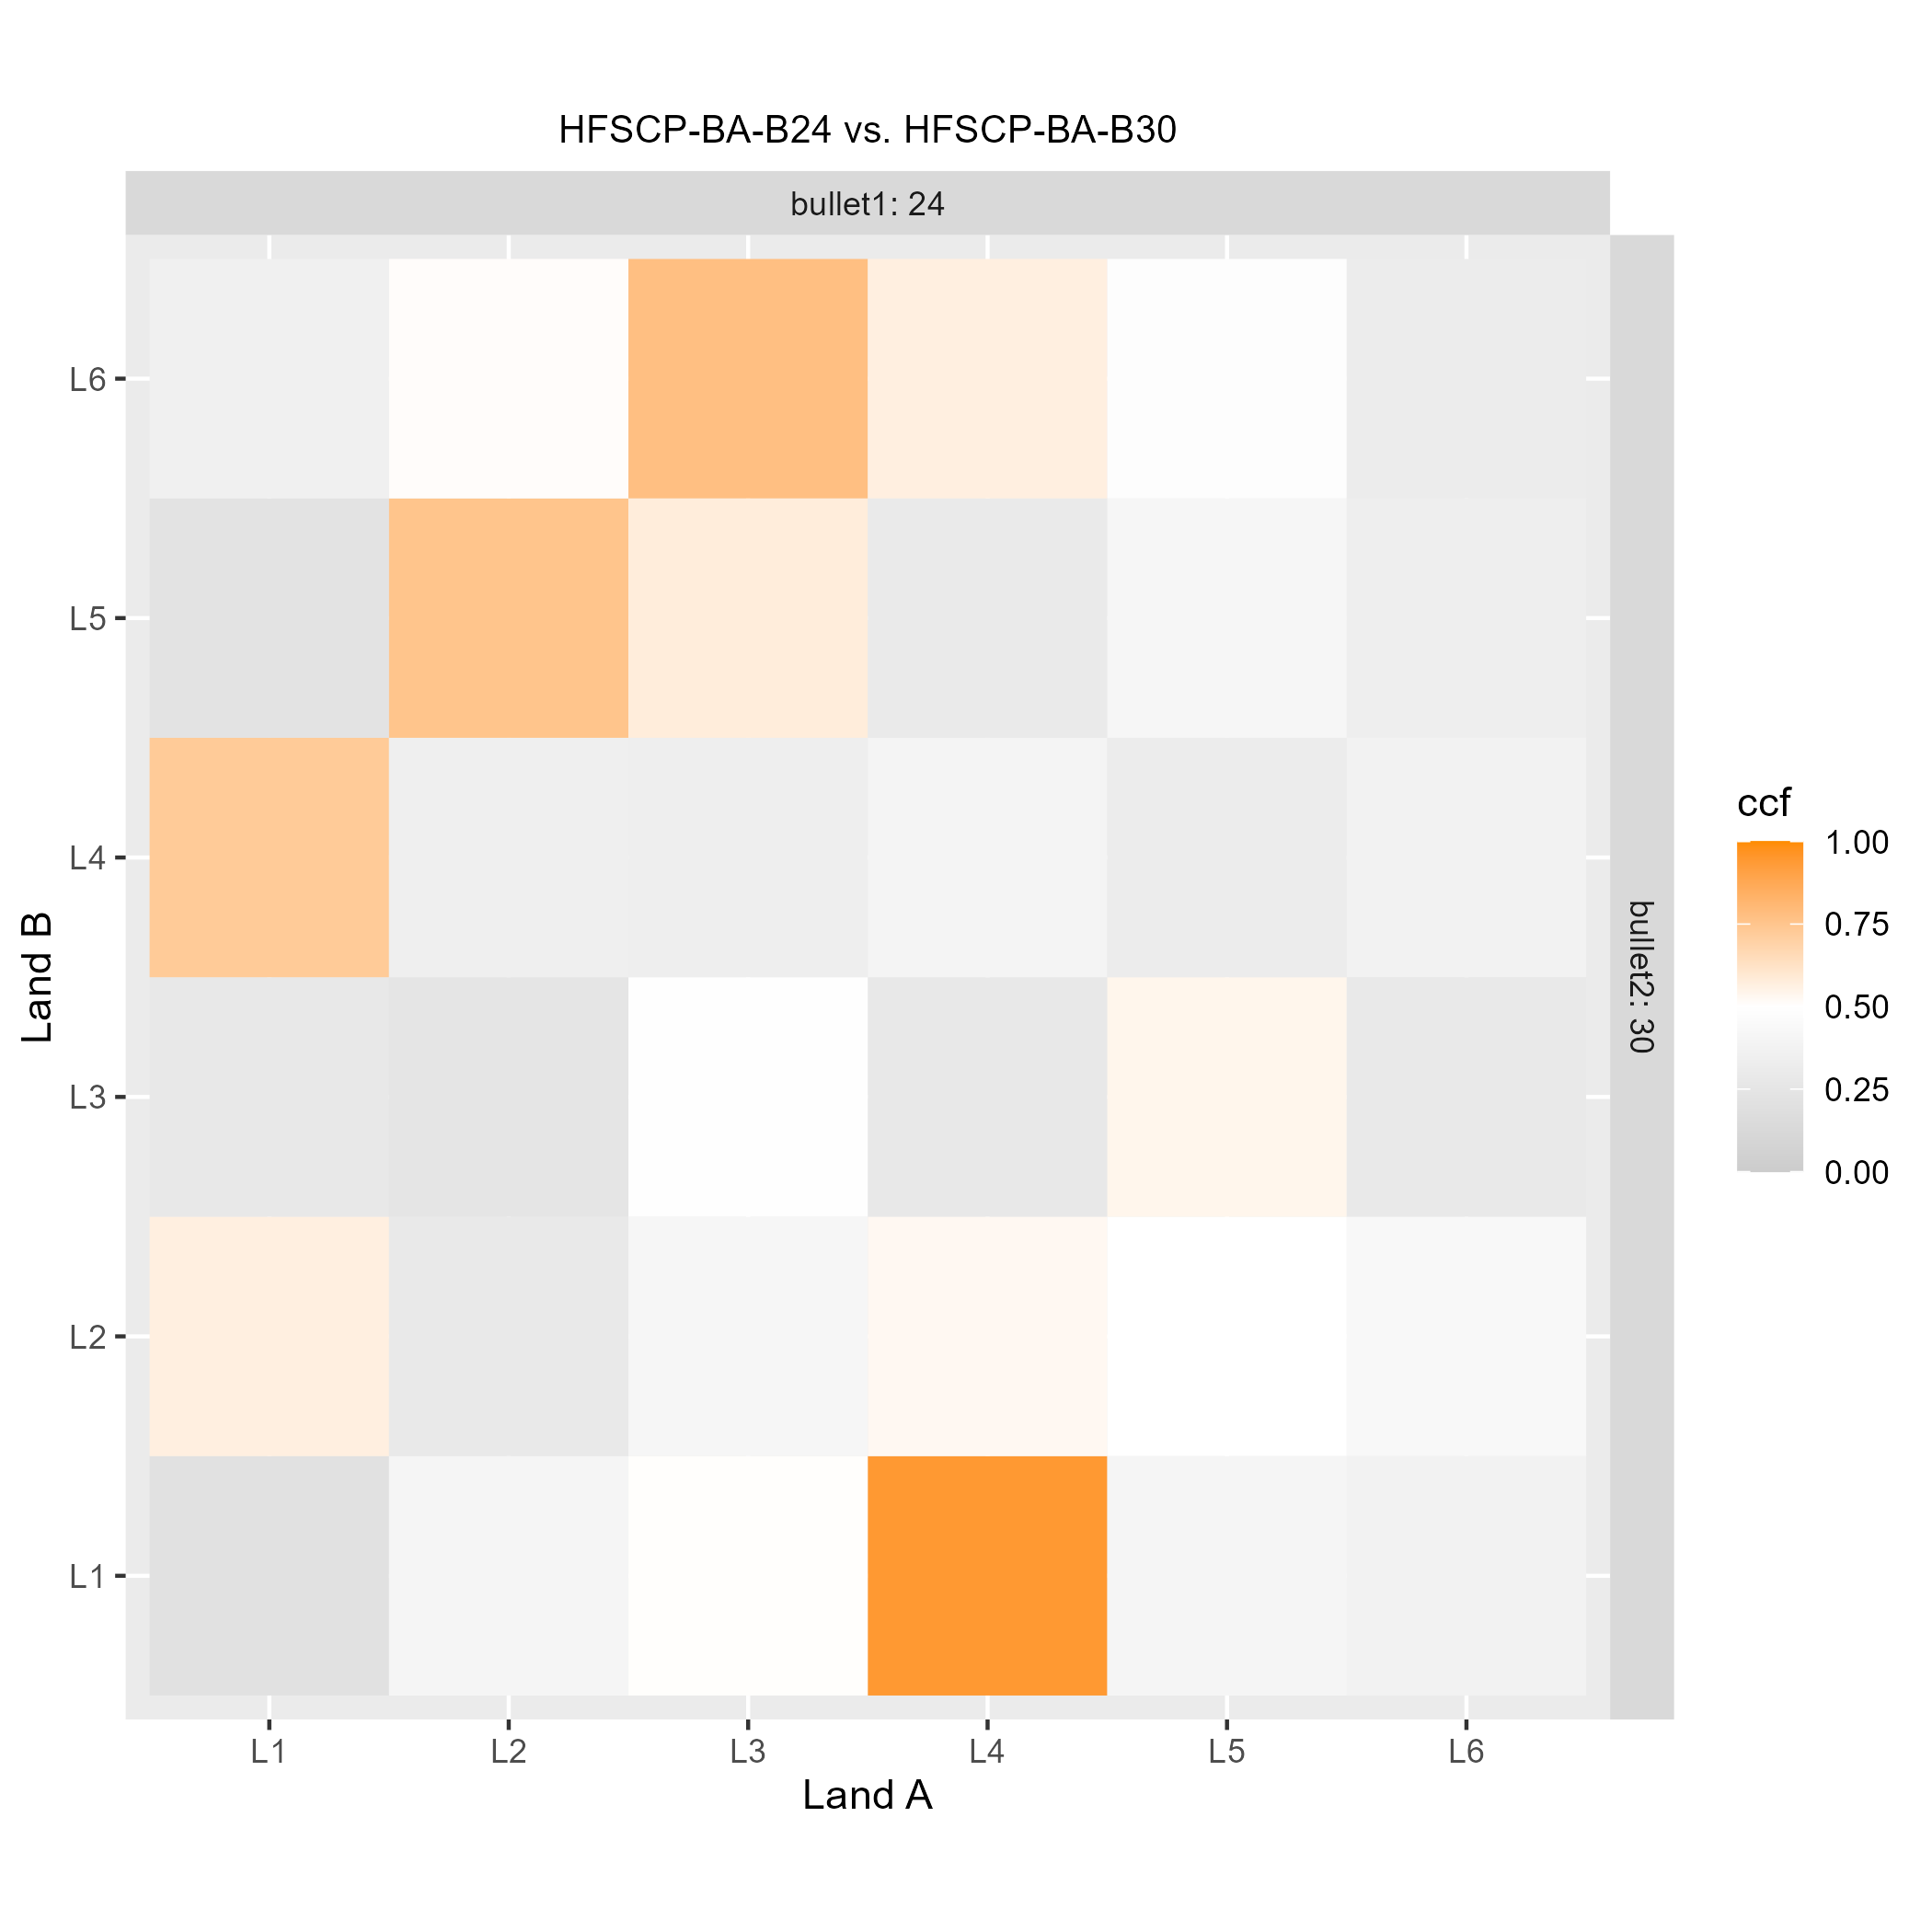 HFSCP-BA-B24 vs. HFSCP-BA-B30
bullet1: 24
L6
L5
L4
L3
L2
L1
Land B
L1 L2 L3 L4 L5 L6
Land A
bullet2: 30
ccf
1.00
0.75
0.50
0.25
0.00